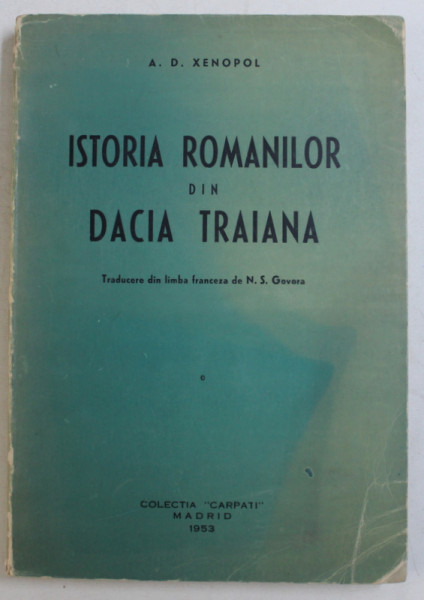 A. D. XENOPOL
ISTORIA ROMANILOR
DIN
DACIA TRAIANA
Traducere din limba franceza de N. S. Govora
COLECTIA "CARPATI"
MADRID
1953